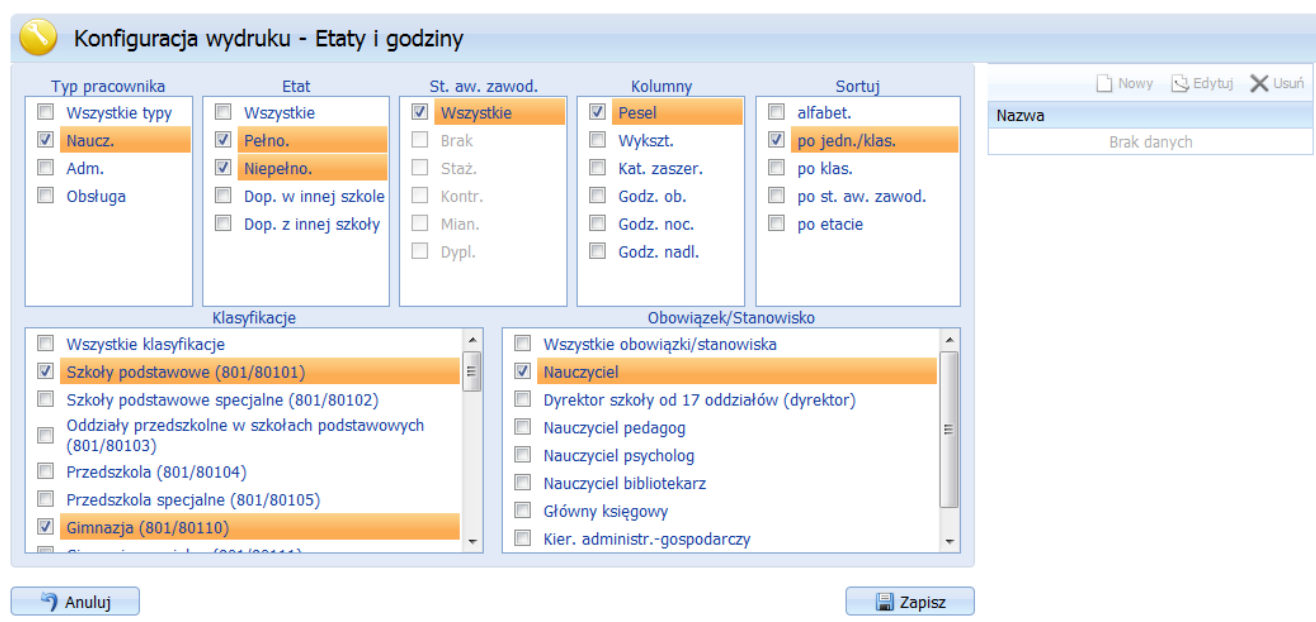 Konfiguracja wydruku - Etaty i godziny
Typ pracownika
Wszystkie typy
Naucz.
Adm.
Obsługa
Etat
Wszystkie
Pełno.
Niepełno.
Dop. w innej szkole
Dop. z innej szkoły
St. aw. zawod.
Wszystkie
Brak
Staż.
Kontr.
Mian.
Dypl.
Kolumny
Pesel
Wykszt.
Kat. zaszer.
Godz. ob.
Godz. noc.
Godz. nadl.
Sortuj
alfabet.
po jedn./klas.
po klas.
po st. aw. zawod.
po etacie
Nowy
Edytuj
Usuń
Nazwa
Brak danych
Klasyfikacje
Wszystkie klasyfikacje
Szkoły podstawowe (801/80101)
Szkoły podstawowe specjalne (801/80102)
Oddziały przedszkolne w szkołach podstawowych
(801/80103)
Przedszkola (801/80104)
Przedszkola specjalne (801/80105)
Gimnazja (801/80110)
Obowiązek/Stanowisko
Wszystkie obowiązki/stanowiska
Nauczyciel
Dyrektor szkoły od 17 oddziałów (dyrektor)
Nauczyciel pedagog
Nauczyciel psycholog
Nauczyciel bibliotekarz
Główny księgowy
Kier. administr.-gospodarczy
Anuluj
Zapisz